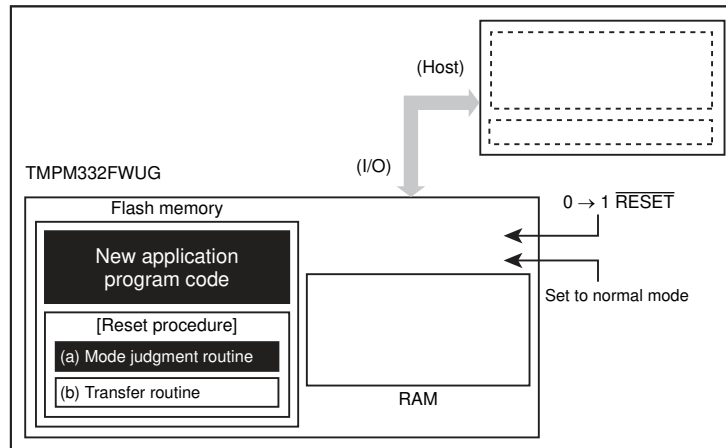 (Host)
(I/O)
TMPM332FWUG
Flash memory
0 → 1 RESET
New application
program code
Set to normal mode
[Reset procedure]
(a) Mode judgment routine
(b) Transfer routine
RAM